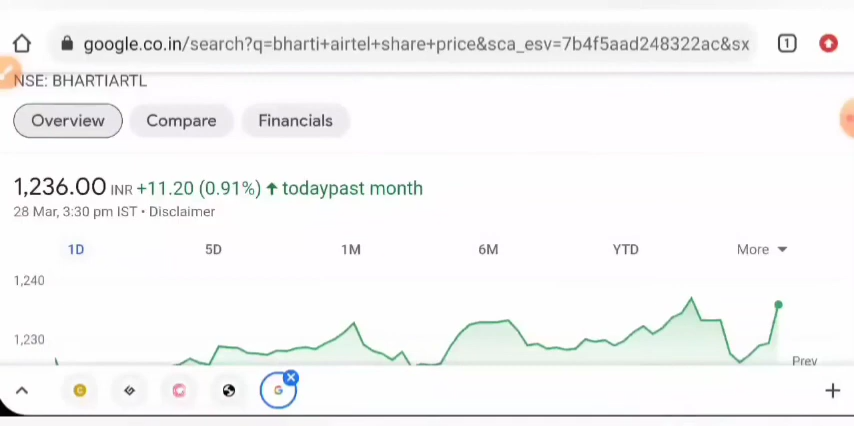 google.co.in/search?q=bharti+airtel+share+price&sca_esv=7b4f5aad248322ac&sx
1
NSE: BHARTIARTL
Overview Compare Financials
1,236.00 INR +11.20 (0.91%) ↑ todaypast month
28 Mar, 3:30 pm IST • Disclaimer
1D 5D 1M 6M YTD More
1,240
1,230
Prev
G